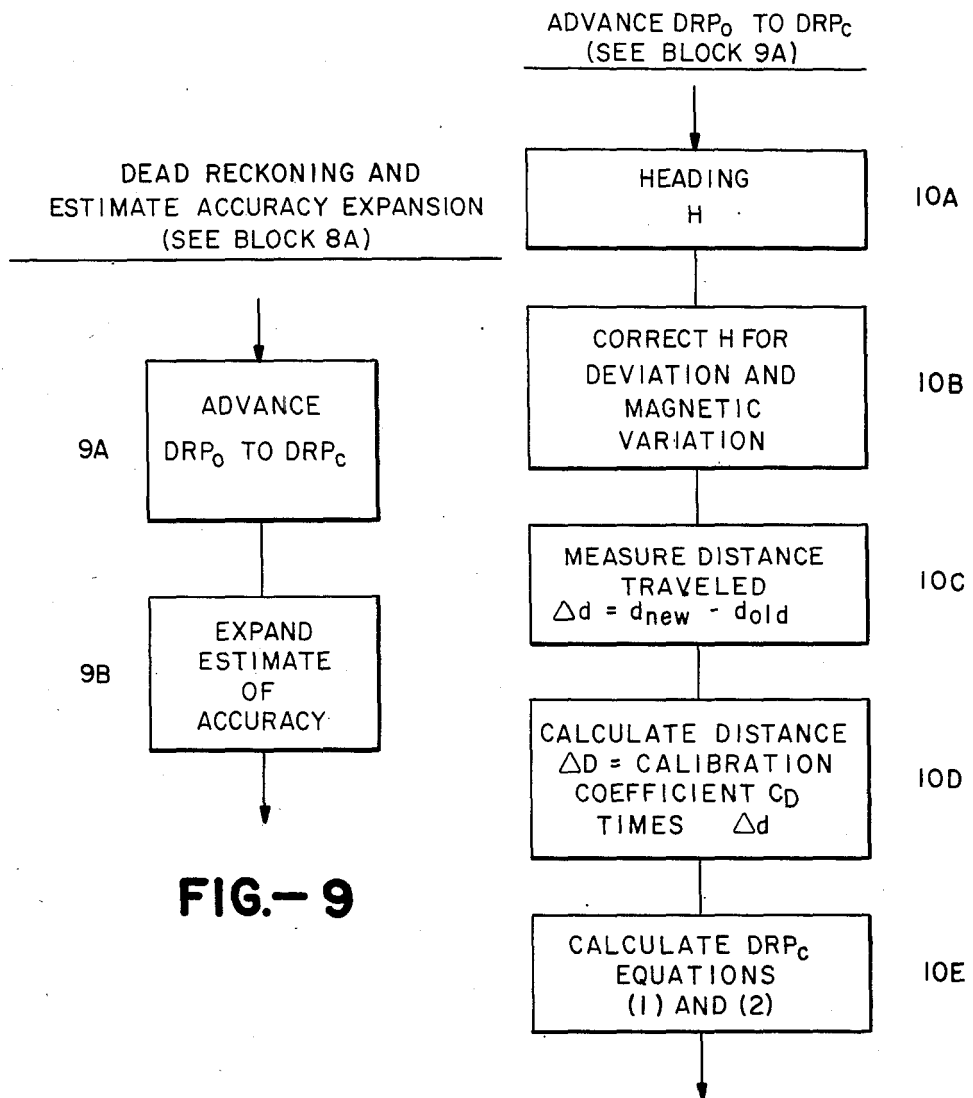 DEAD RECKONING AND
ESTIMATE ACCURACY EXPANSION
(SEE BLOCK 8A)
9A
ADVANCE
DRPo TO DRPc
9B
EXPAND
ESTIMATE
OF
ACCURACY
FIG.-9
ADVANCE DRPo TO DRPc
(SEE BLOCK 9A)
HEADING
H
10A
CORRECT H FOR
DEVIATION AND
MAGNETIC
VARIATION
10B
MEASURE DISTANCE
TRAVELED
Δd = dnew - dold
10C
CALCULATE DISTANCE
ΔD = CALIBRATION
COEFFICIENT CD
TIMES Δd
10D
CALCULATE DRPc
EQUATIONS
(1) AND (2)
10E